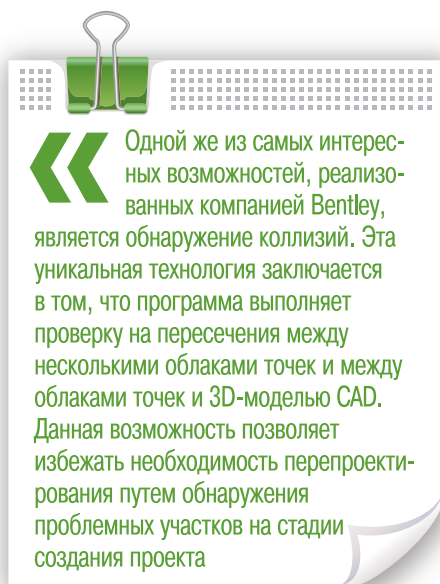 « Одной же из самых интерес-
ных возможностей, реализо-
ванных компанией Bentley,
является обнаружение коллизий. Эта
уникальная технология заключается
в том, что программа выполняет
проверку на пересечения между
несколькими облаками точек и между
облаками точек и 3D-моделью CAD.
Данная возможность позволяет
избежать необходимость перепроекти-
рования путем обнаружения
проблемных участков на стадии
создания проекта